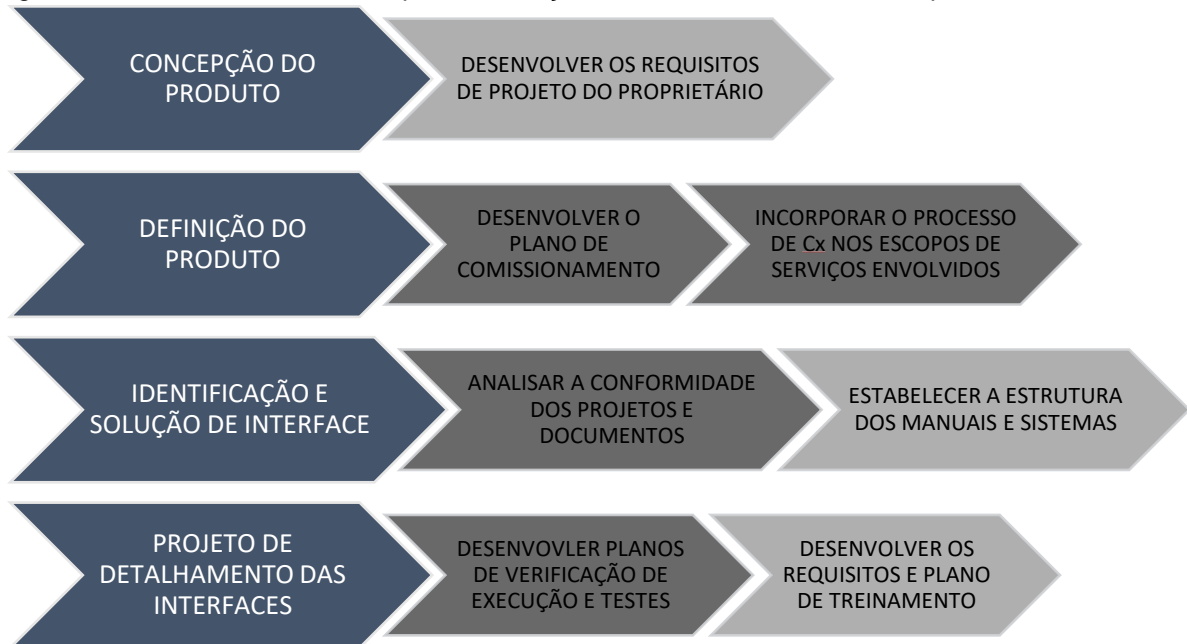 CONCEPÇÃO DO
PRODUTO
DESENVOLVER OS REQUISITOS
DE PROJETO DO PROPRIETÁRIO
DEFINIÇÃO DO
PRODUTO
DESENVOLVER O
PLANO DE
COMISSIONAMENTO
INCORPORAR O PROCESSO
DE Cx NOS ESCOPOS DE
SERVIÇOS ENVOLVIDOS
IDENTIFICAÇÃO E
SOLUÇÃO DE INTERFACE
ANALISAR A CONFORMIDADE
DOS PROJETOS E
DOCUMENTOS
ESTABELECER A ESTRUTURA
DOS MANUAIS E SISTEMAS
PROJETO DE
DETALHAMENTO DAS
INTERFACES
DESENVOVLER PLANOS
DE VERIFICAÇÃO DE
EXECUÇÃO E TESTES
DESENVOLVER OS
REQUISITOS E PLANO
DE TREINAMENTO